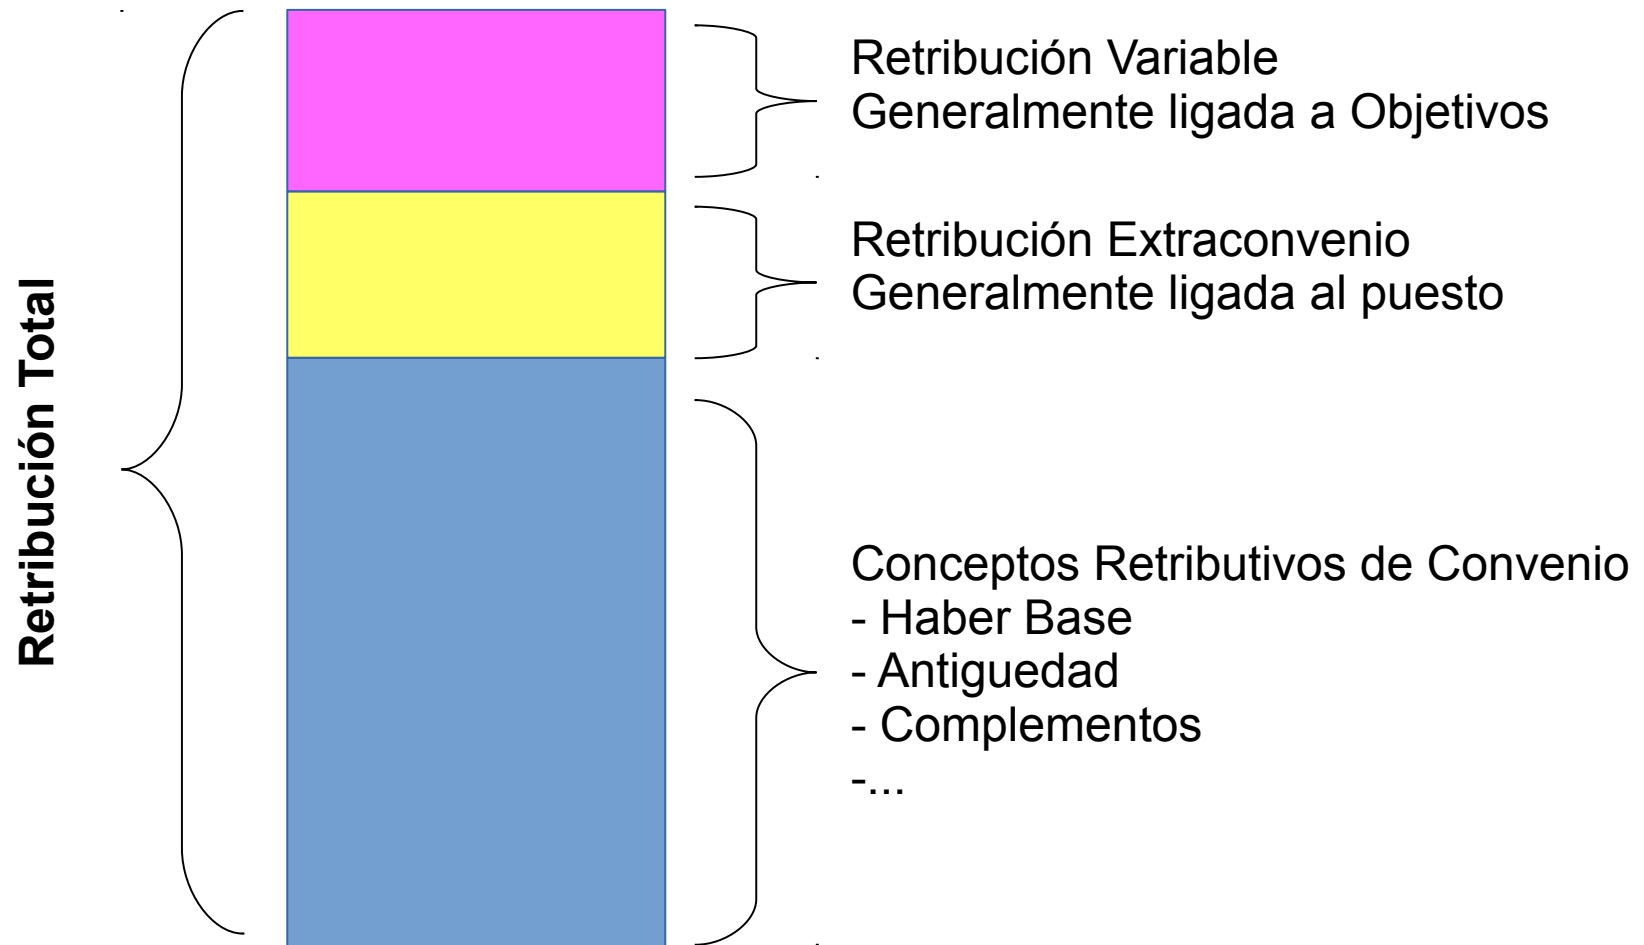 Retribución Total
Retribución Variable
Generalmente ligada a Objetivos
Retribución Extraconvenio
Generalmente ligada al puesto
Conceptos Retributivos de Convenio
- Haber Base
- Antiguedad
- Complementos
-...